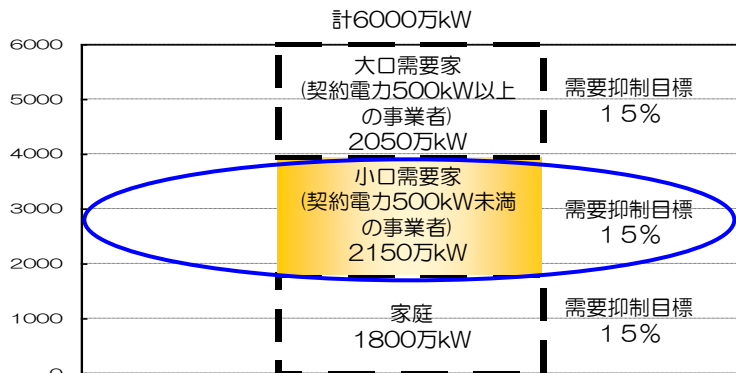 計6000万kW
6000
5000
4000
3000
2000
1000
0
大口需要家
(契約電力500kW以上
の事業者)
2050万kW
需要抑制目標
１５%
小口需要家
(契約電力500kW未満
の事業者)
2150万kW
需要抑制目標
１５%
家庭
1800万kW
需要抑制目標
１５%